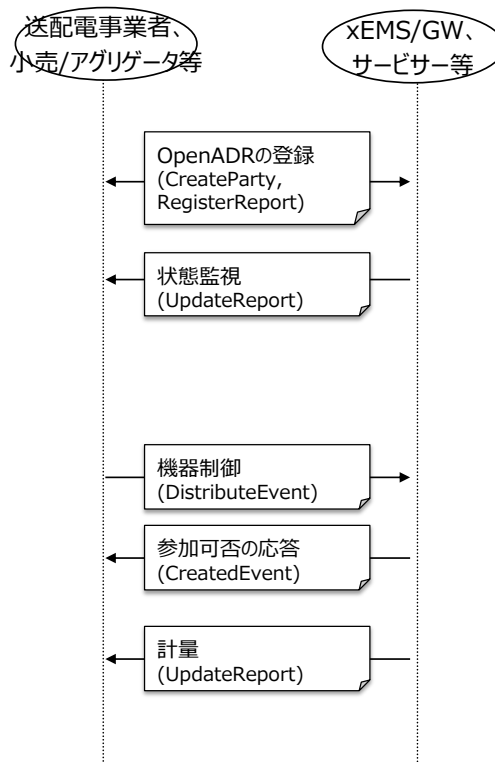 送配電事業者、
小売/アグリゲータ等
xEMS/GW、
サービサー等
OpenADRの登録
(CreateParty,
RegisterReport)
状態監視
(UpdateReport)
機器制御
(DistributeEvent)
参加可否の応答
(CreatedEvent)
計量
(UpdateReport)